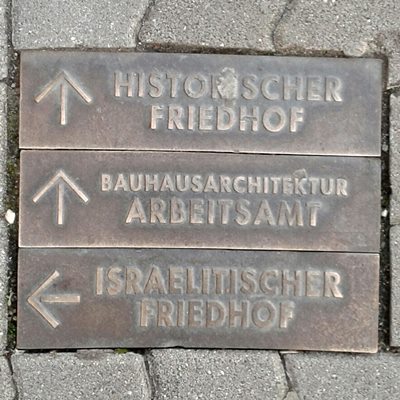 ↑ HISTORISCHER
FRIEDHOF
↑ BAUHAUSARCHITEKTUR
ARBEITSAMT
← ISRAELITISCHER
FRIEDHOF